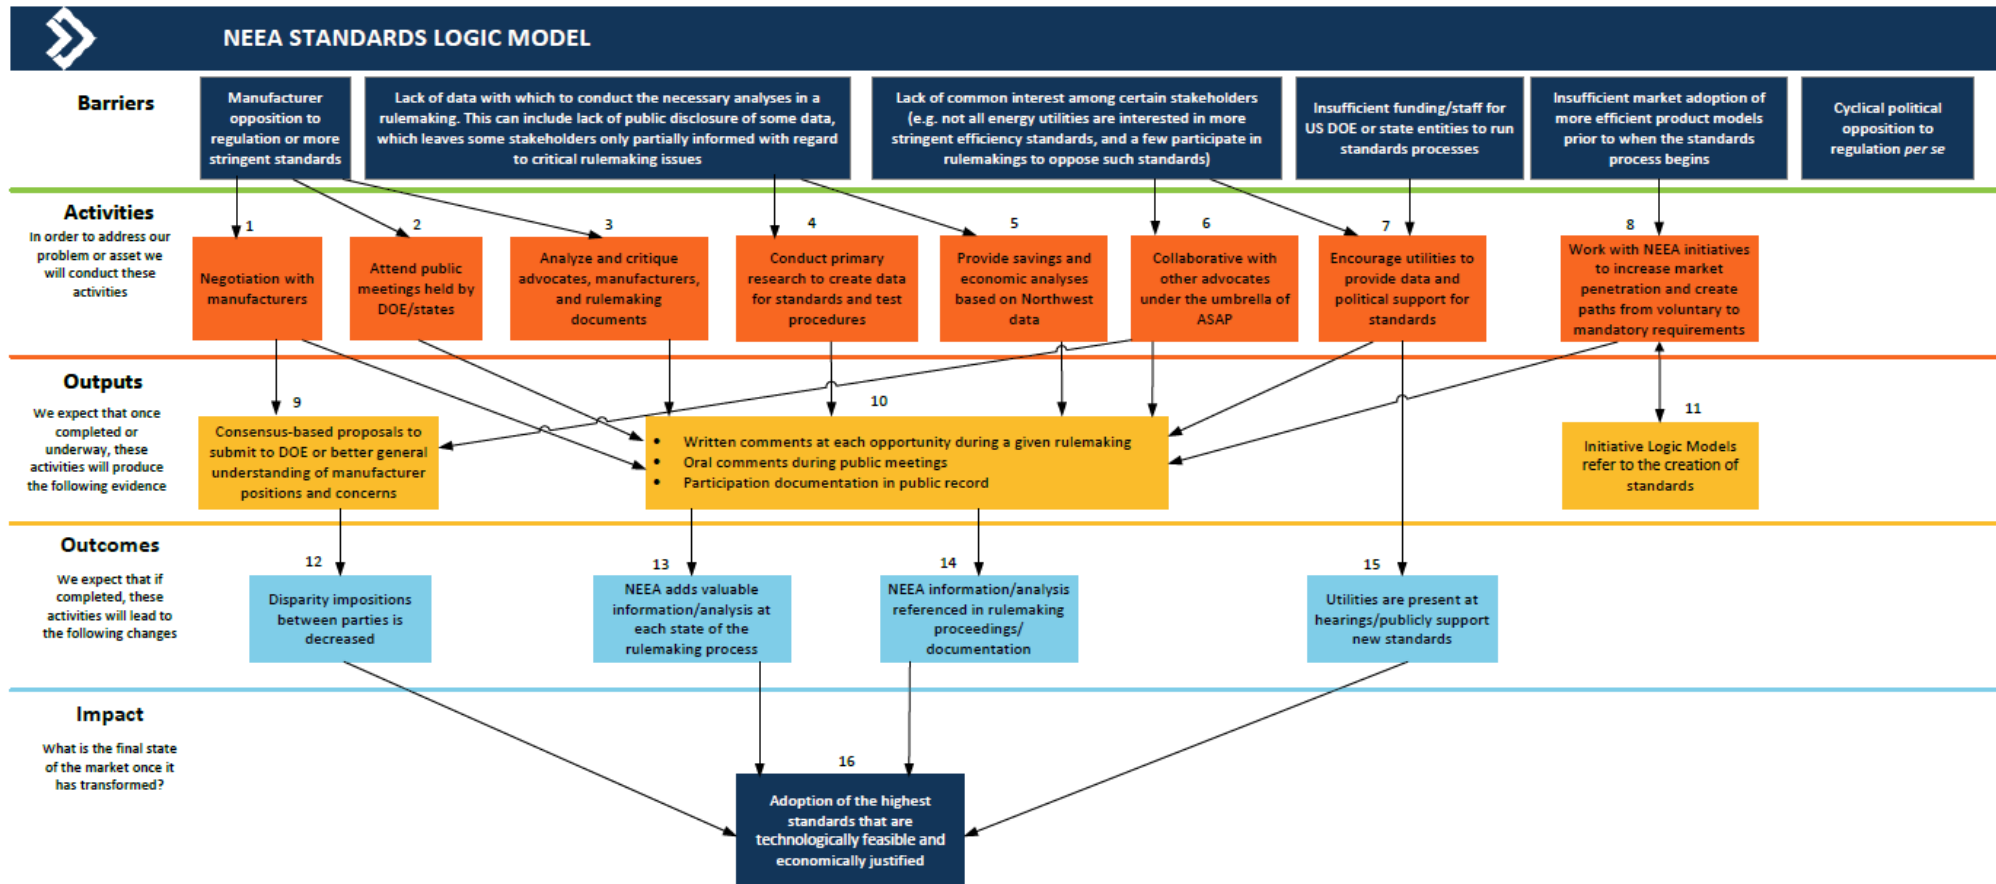 NEEA STANDARDS LOGIC MODEL
Barriers
Manufacturer
opposition to
regulation or more
stringent standards
Lack of data with which to conduct the necessary analyses in a
rulemaking. This can include lack of public disclosure of some data,
which leaves some stakeholders only partially informed with regard
to critical rulemaking issues
Lack of common interest among certain stakeholders
(e.g. not all energy utilities are interested in more
stringent efficiency standards, and a few participate in
rulemakings to oppose such standards)
Insufficient funding/staff for
US DOE or state entities to run
standards processes
Insufficient market adoption of
more efficient product models
prior to when the standards
process begins
Cyclical political
opposition to
regulation per se
Activities
In order to address our
problem or asset we
will conduct these
activities
1
Negotiation with
manufacturers
2
Attend public
meetings held by
DOE/states
3
Analyze and critique
advocates, manufacturers,
and rulemaking
documents
4
Conduct primary
research to create data
for standards and test
procedures
5
Provide savings and
economic analyses
based on Northwest
data
6
Collaborative with
other advocates
under the umbrella of
ASAP
7
Encourage utilities to
provide data and
political support for
standards
8
Work with NEEA initiatives
to increase market
penetration and create
paths from voluntary to
mandatory requirements
Outputs
We expect that once
completed or
underway, these
activities will produce
the following evidence
9
Consensus-based proposals to
submit to DOE or better general
understanding of manufacturer
positions and concerns
10
• Written comments at each opportunity during a given rulemaking
• Oral comments during public meetings
• Participation documentation in public record
11
Initiative Logic Models
refer to the creation of
standards
Outcomes
We expect that if
completed, these
activities will lead to
the following changes
12
Disparity impositions
between parties is
decreased
13
NEEA adds valuable
information/analysis at
each state of the
rulemaking process
14
NEEA information/analysis
referenced in rulemaking
proceedings/
documentation
15
Utilities are present at
hearings/publicly support
new standards
Impact
What is the final state
of the market once it
has transformed?
16
Adoption of the highest
standards that are
technologically feasible and
economically justified